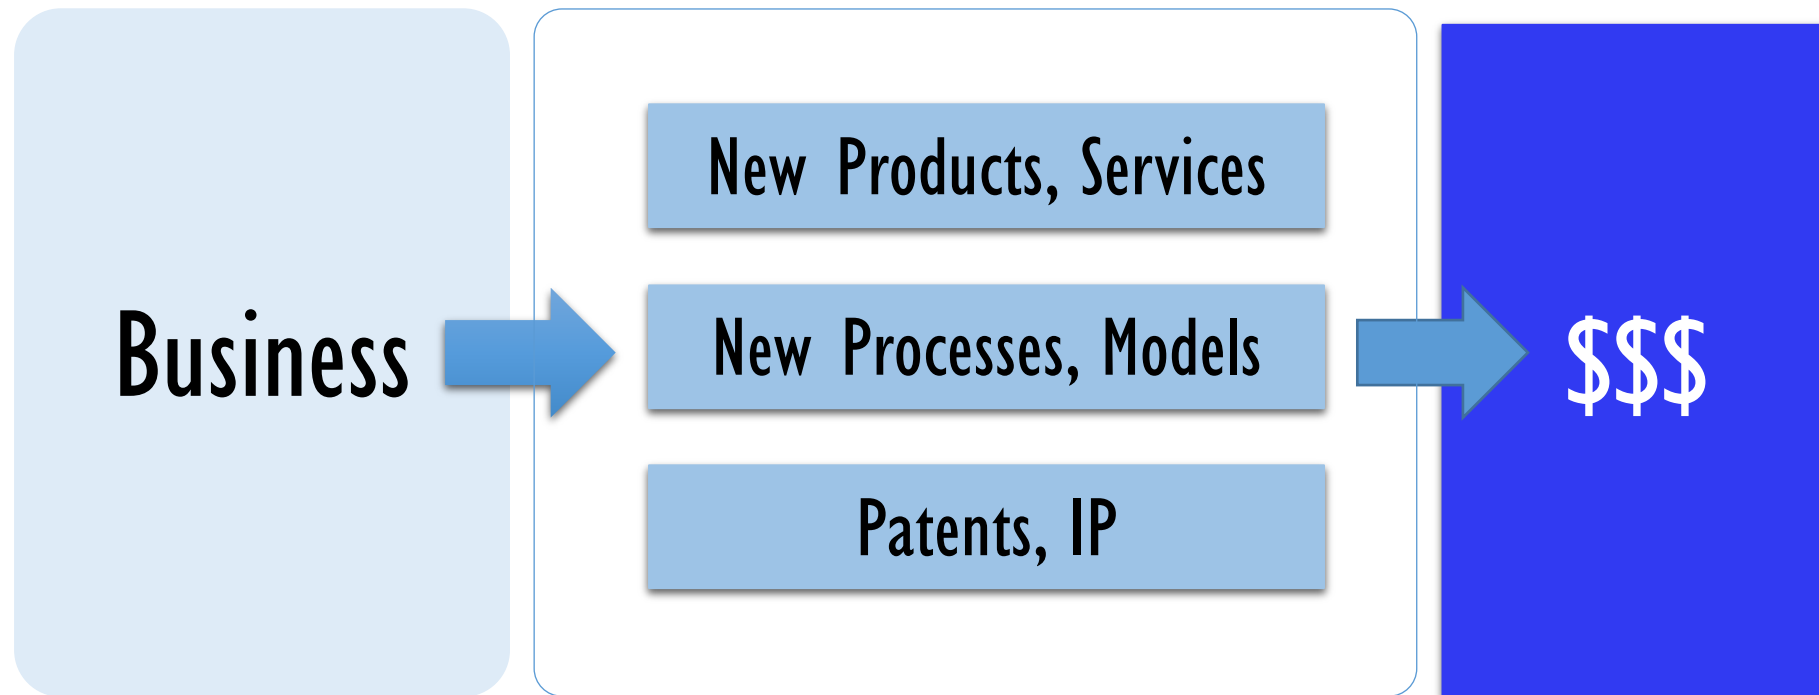 Business
New Products, Services
New Processes, Models
Patents, IP
$$$